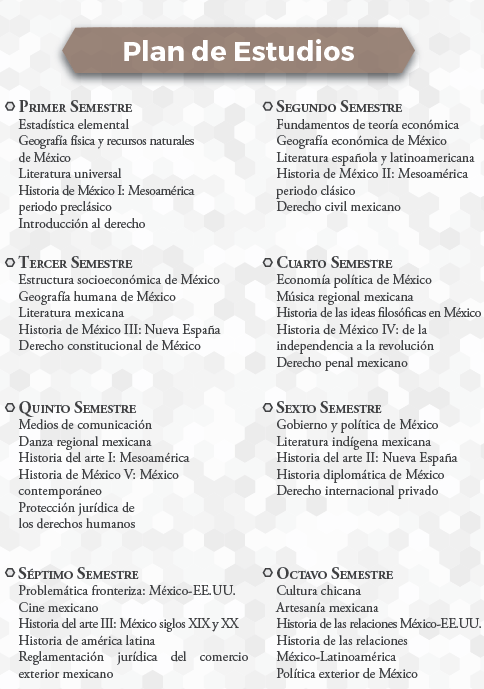 Plan de Estudios
Primer Semestre
Estadística elemental
Geografía física y recursos naturales
de México
Literatura universal
Historia de México I: Mesoamérica
periodo preclásico
Introducción al derecho
Segundo Semestre
Fundamentos de teoría económica
Geografía económica de México
Literatura española y latinoamericana
Historia de México II: Mesoamérica
periodo clásico
Derecho civil mexicano
Tercer Semestre
Estructura socioeconómica de México
Geografía humana de México
Literatura mexicana
Historia de México III: Nueva España
Derecho constitucional de México
Cuarto Semestre
Economía política de México
Música regional mexicana
Historia de las ideas filosóficas en México
Historia de México IV: de la
independencia a la revolución
Derecho penal mexicano
Quinto Semestre
Medios de comunicación
Danza regional mexicana
Historia del arte I: Mesoamérica
Historia de México V: México
contemporáneo
Protección jurídica de
los derechos humanos
Sexto Semestre
Gobierno y política de México
Literatura indígena mexicana
Historia del arte II: Nueva España
Historia diplomática de México
Derecho internacional privado
Séptimo Semestre
Problemática fronteriza: México-EE.UU.
Cine mexicano
Historia del arte III: México siglos XIX y XX
Historia de américa latina
Reglamentación jurídica del comercio
exterior mexicano
Octavo Semestre
Cultura chicana
Artesanía mexicana
Historia de las relaciones México-EE.UU.
Historia de las relaciones
México-Latinoamérica
Política exterior de México